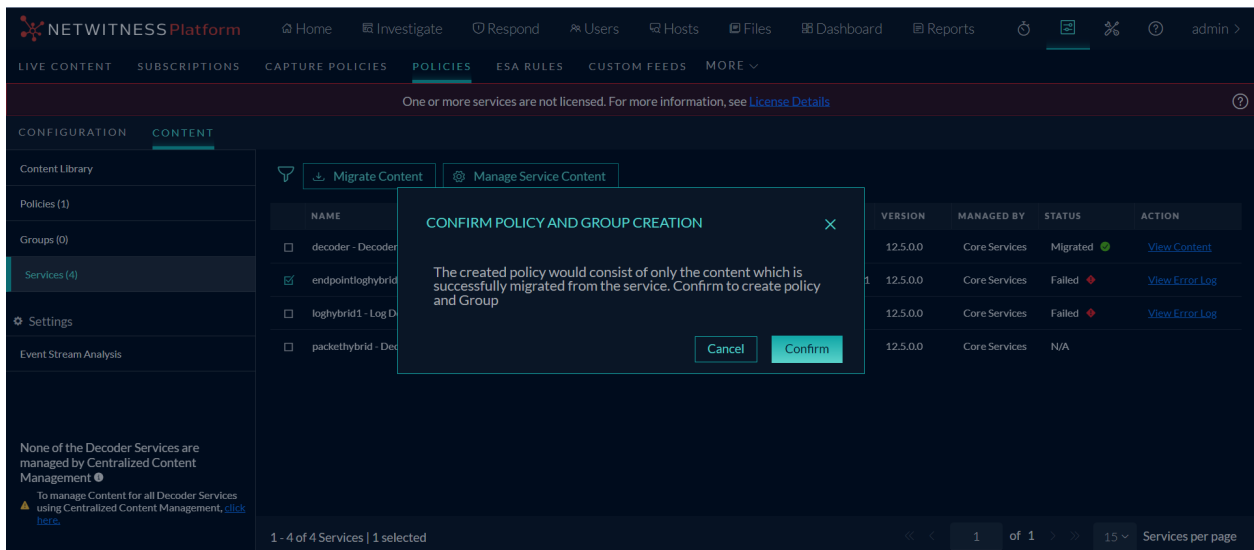 NETWITNESS Platform
Home Investigate Respond Users Hosts Files Dashboard Reports admin >
LIVE CONTENT SUBSCRIPTIONS CAPTURE POLICIES POLICIES ESA RULES CUSTOM FEEDS MORE
One or more services are not licensed. For more information, see License Details
CONFIGURATION CONTENT
Content Library
Policies (1)
Groups (0)
Services (4)
Settings
Event Stream Analysis
None of the Decoder Services are
managed by Centralized Content
Management
To manage Content for all Decoder Services
using Centralized Content Management, click
here.
Migrate Content Manage Service Content
NAME VERSION MANAGED BY STATUS ACTION
decoder - Decoder 12.5.0.0 Core Services Migrated View Content
endpointloghybrid 1 12.5.0.0 Core Services Failed View Error Log
loghybrid1 - Log D 12.5.0.0 Core Services Failed View Error Log
packethybrid - Dec 12.5.0.0 Core Services N/A
CONFIRM POLICY AND GROUP CREATION
The created policy would consist of only the content which is
successfully migrated from the service. Confirm to create policy
and Group
Cancel Confirm
1 - 4 of 4 Services | 1 selected
<< < 1 of 1 > >> 15 Services per page